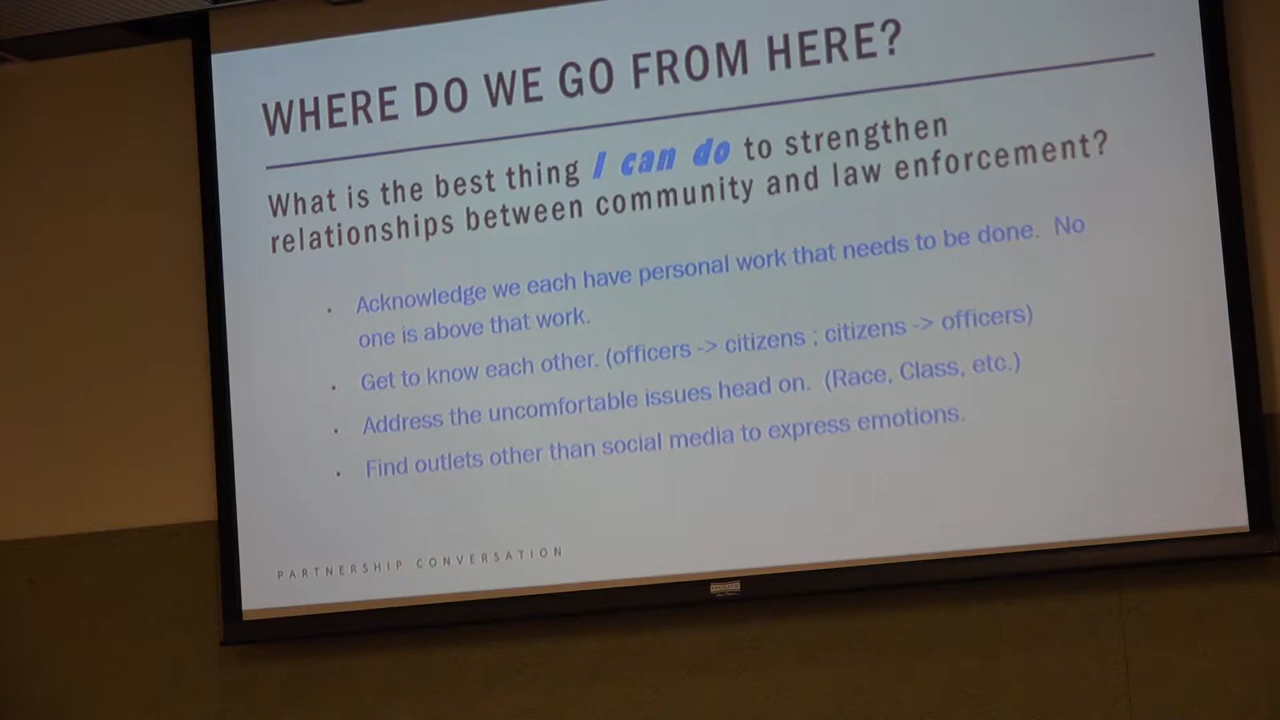 WHERE DO WE GO FROM HERE?
What is the best thing I can do to strengthen
relationships between community and law enforcement?
· Acknowledge we each have personal work that needs to be done. No
one is above that work.
· Get to know each other. (officers -> citizens ; citizens -> officers)
· Address the uncomfortable issues head on. (Race, Class, etc.)
· Find outlets other than social media to express emotions.
PARTNERSHIP CONVERSATION